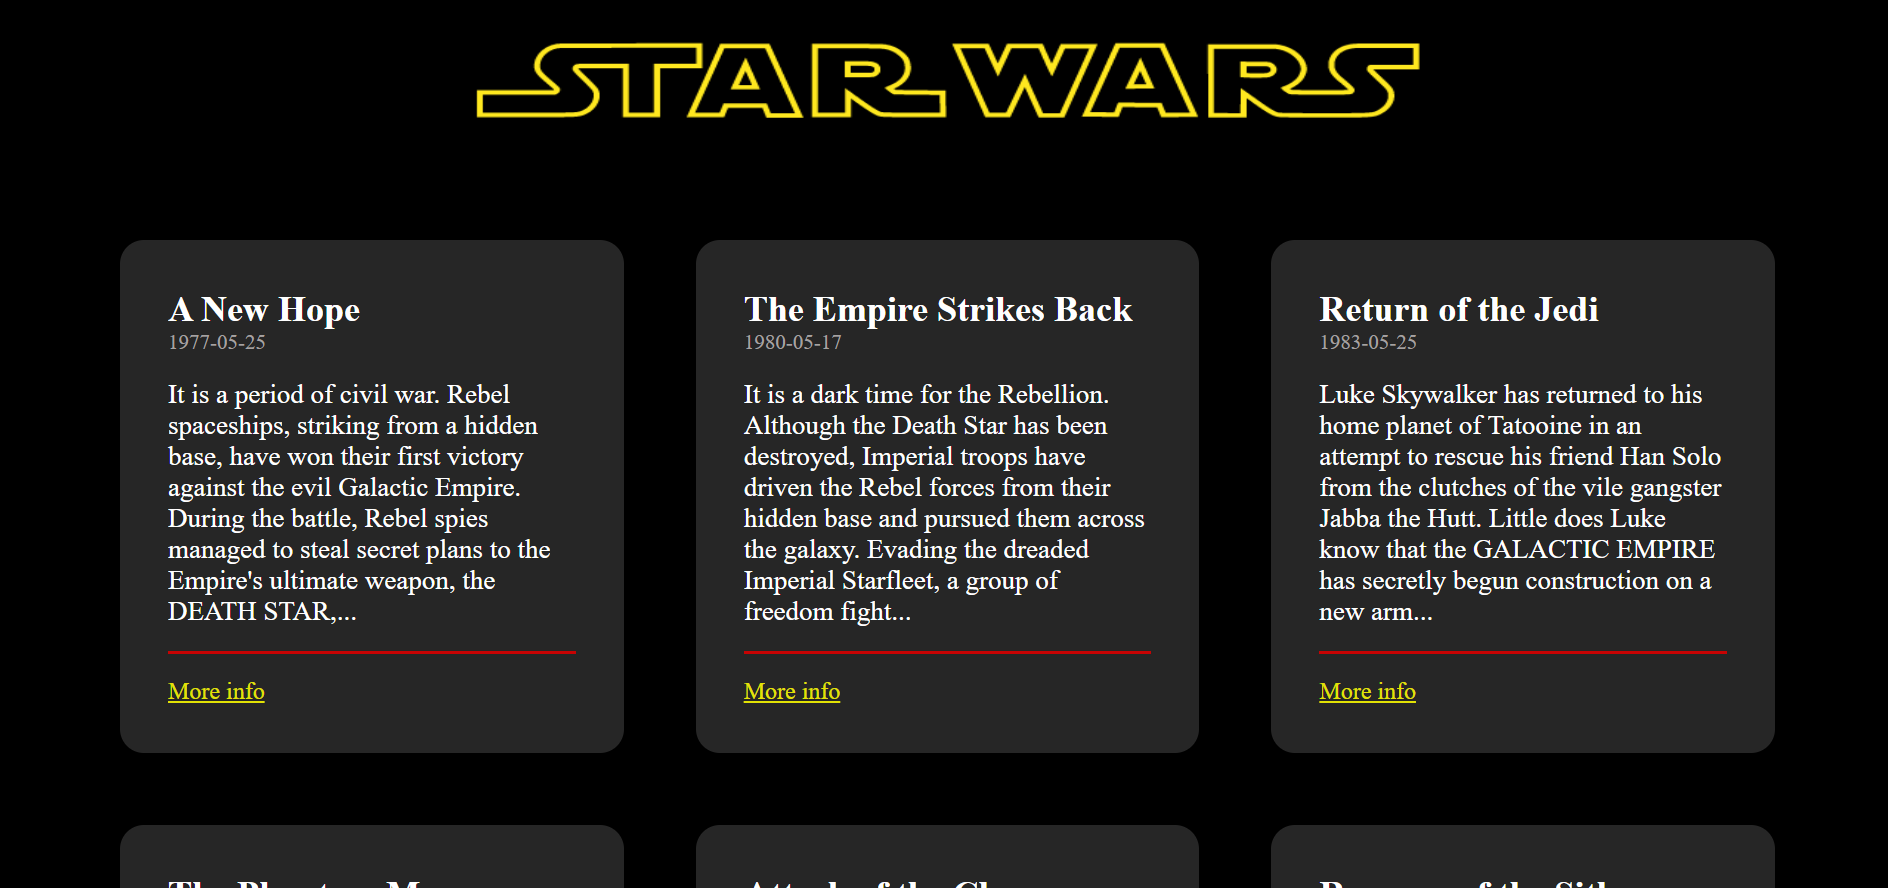 STAR WARS
A New Hope
1977-05-25
It is a period of civil war. Rebel
spaceships, striking from a hidden
base, have won their first victory
against the evil Galactic Empire.
During the battle, Rebel spies
managed to steal secret plans to the
Empire's ultimate weapon, the
DEATH STAR,...
More info
The Empire Strikes Back
1980-05-17
It is a dark time for the Rebellion.
Although the Death Star has been
destroyed, Imperial troops have
driven the Rebel forces from their
hidden base and pursued them across
the galaxy. Evading the dreaded
Imperial Starfleet, a group of
freedom fight...
More info
Return of the Jedi
1983-05-25
Luke Skywalker has returned to his
home planet of Tatooine in an
attempt to rescue his friend Han Solo
from the clutches of the vile gangster
Jabba the Hutt. Little does Luke
know that the GALACTIC EMPIRE
has secretly begun construction on a
new arm...
More info